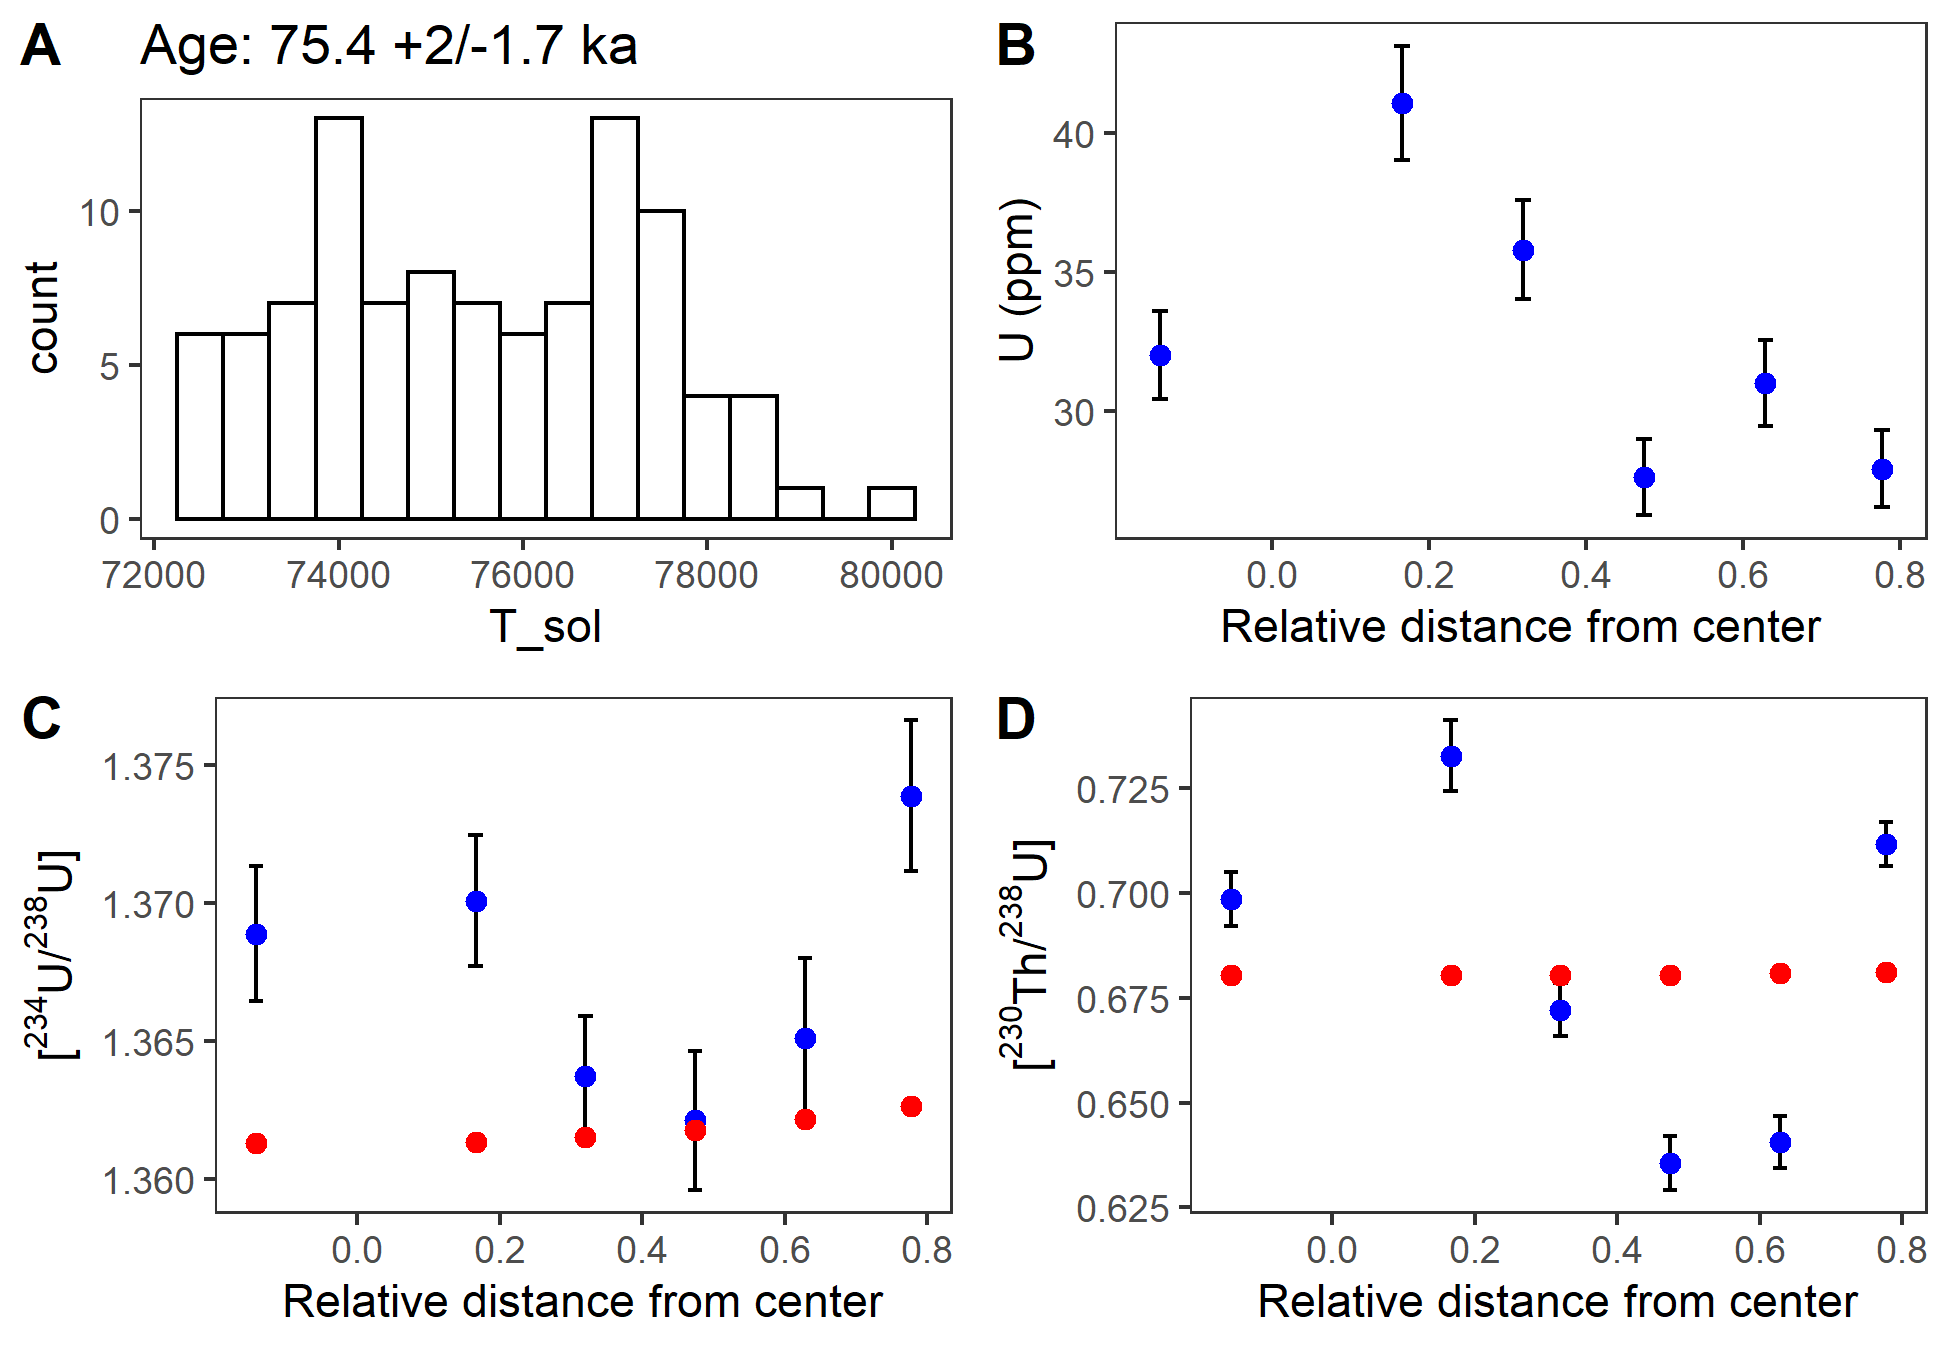 A
Age: 75.4 +2/-1.7 ka
count
10
5
0
72000 74000 76000 78000 80000
T_sol
B
U (ppm)
40
35
30
0.0 0.2 0.4 0.6 0.8
Relative distance from center
C
[²³⁴U/²³⁸U]
1.375
1.370
1.365
1.360
0.0 0.2 0.4 0.6 0.8
Relative distance from center
D
[²³⁰Th/²³⁸U]
0.725
0.700
0.675
0.650
0.625
0.0 0.2 0.4 0.6 0.8
Relative distance from center